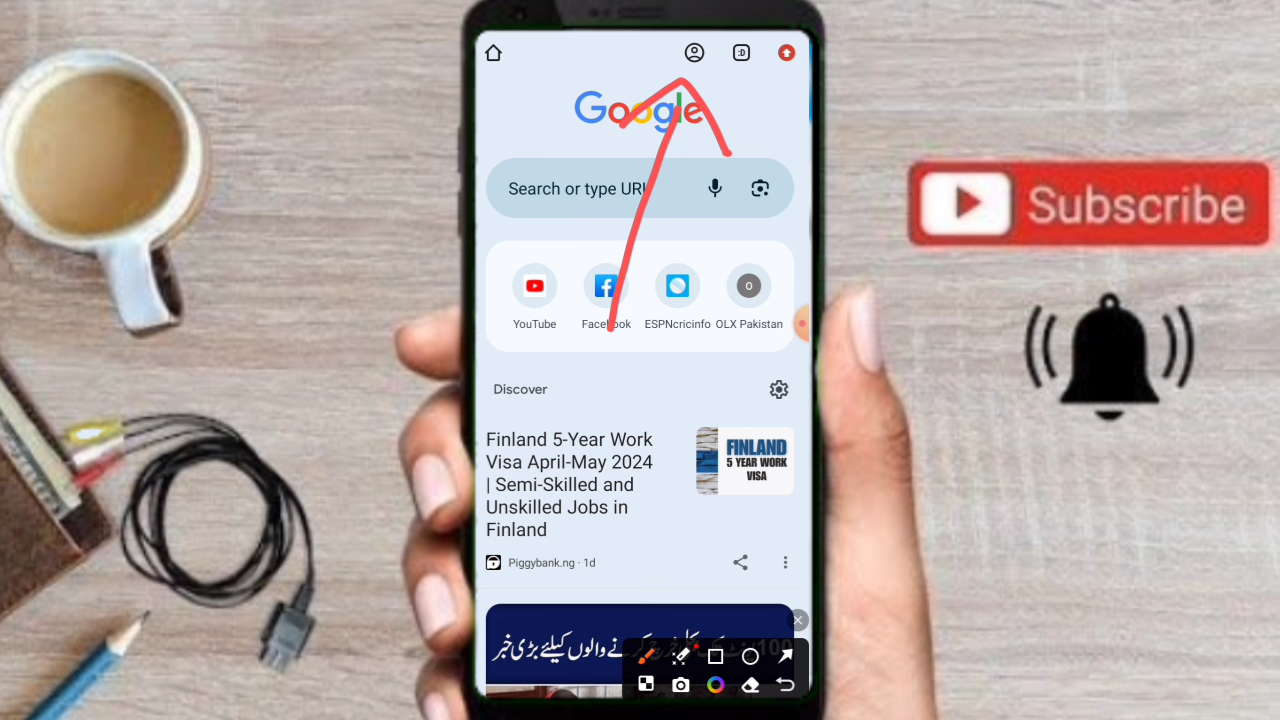 :D
Google
Search or type URL
YouTube
Facebook
ESPNcricinfo
OLX Pakistan
O
Discover
Finland 5-Year Work
Visa April-May 2024
| Semi-Skilled and
Unskilled Jobs in
Finland
FINLAND
5 YEAR WORK
VISA
Piggybank.ng · 1d
100
نے والوں کیلئے بڑی خبر
Subscribe